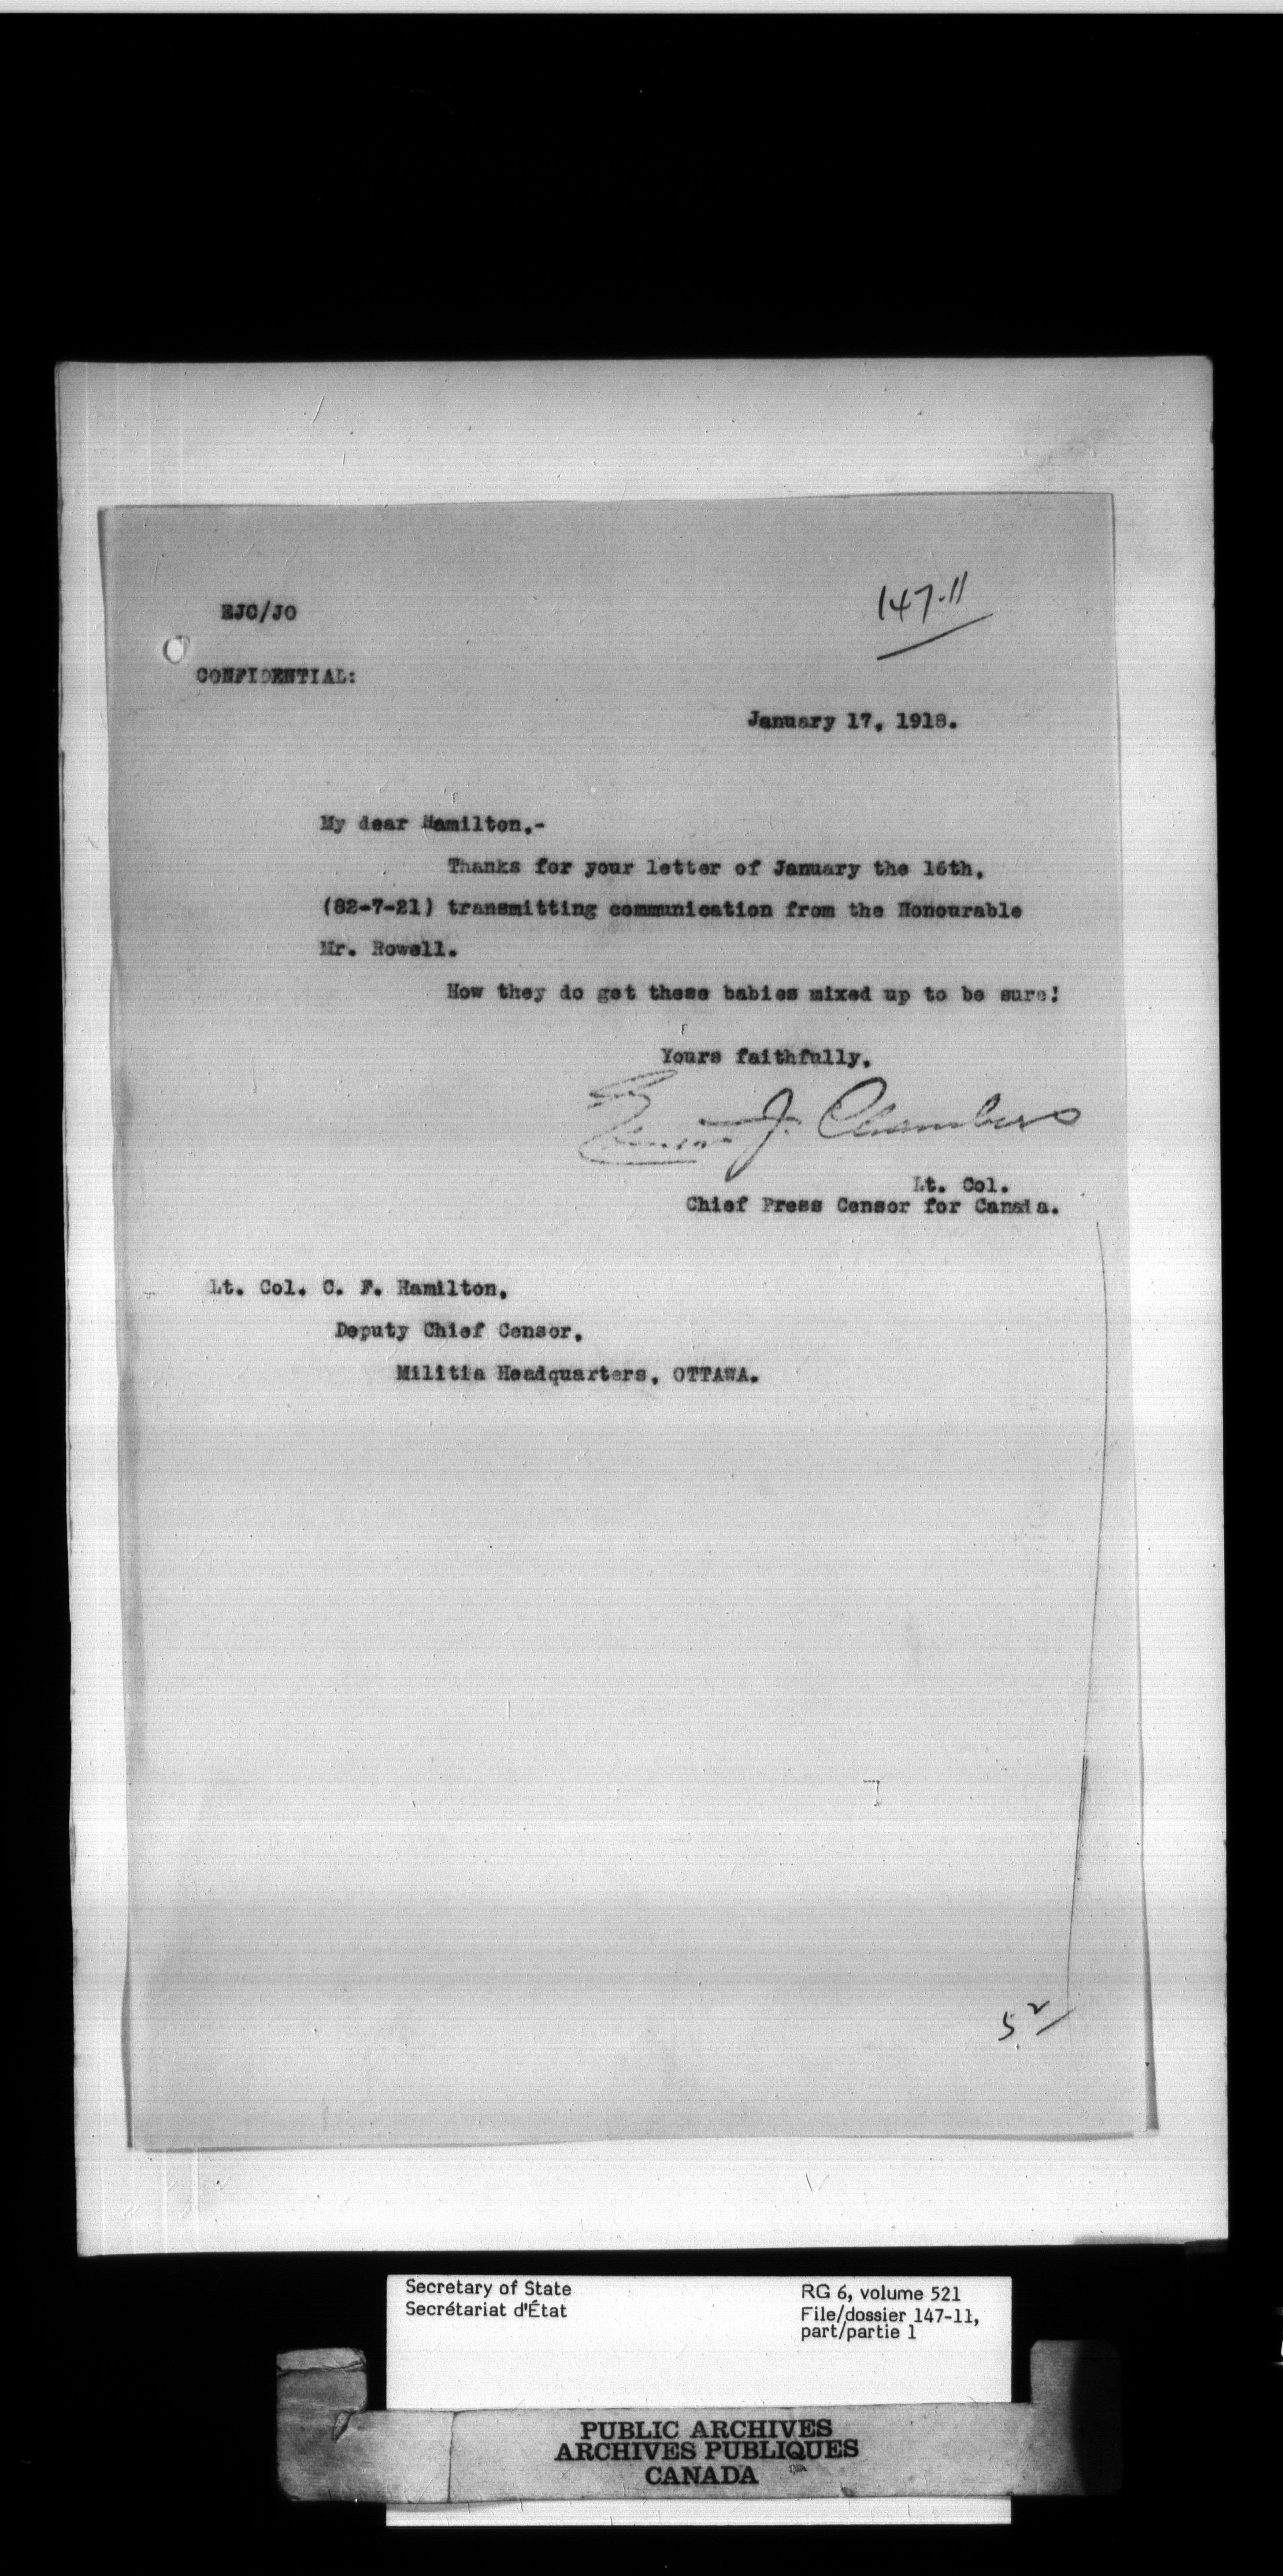 EJC/JO
147-11
CONFIDENTIAL:
January 17, 1918.
My dear Hamilton,-
Thanks for your letter of January the 16th,
(82-7-21) transmitting communication from the Honourable
Mr. Rowell.
How they do get these babies mixed up to be sure!
Yours faithfully,
Ernest J. Chambers
Lt. Col.
Chief Press Censor for Canada.
Lt. Col. C. F. Hamilton,
Deputy Chief Censor,
Militia Headquarters, OTTAWA.
52
Secretary of State
Secrétariat d'État
RG 6, volume 521
File/dossier 147-11,
part/partie 1
PUBLIC ARCHIVES
ARCHIVES PUBLIQUES
CANADA